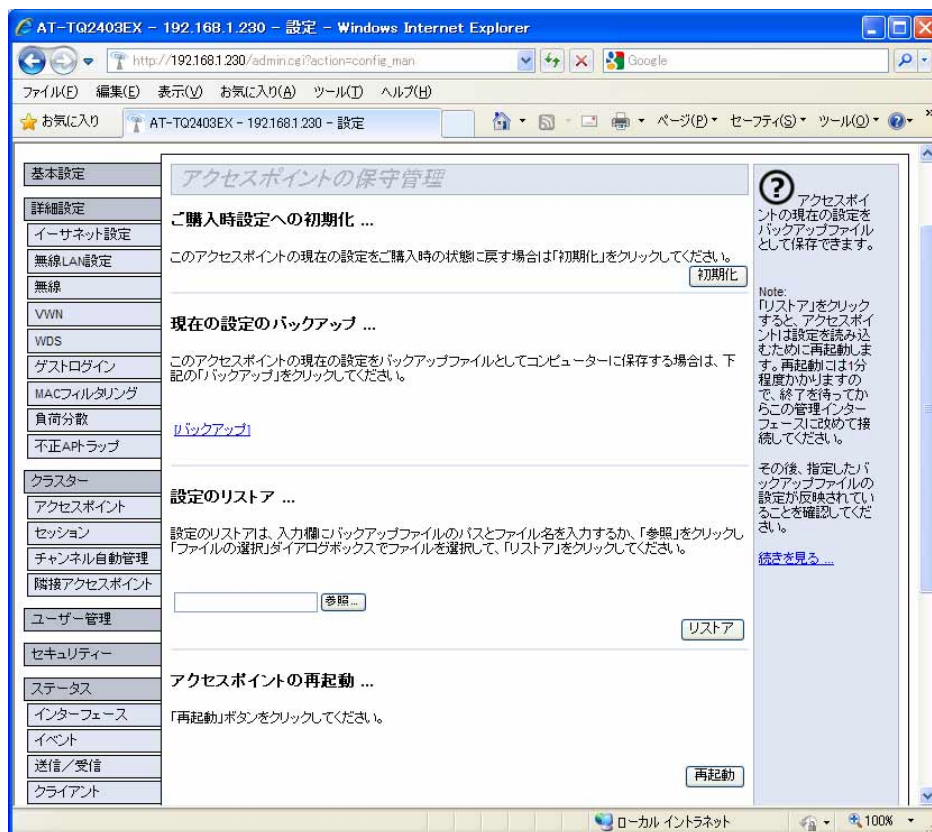 AT-TQ2403EX - 192.168.1.230 - 設定 - Windows Internet Explorer
http://192.168.1.230/admin.cgi?action=config_man
Google
ファイル(F) 編集(E) 表示(V) お気に入り(A) ツール(T) ヘルプ(H)
お気に入り
AT-TQ2403EX - 192.168.1.230 - 設定
ページ(P) セーフティ(S) ツール(O)
基本設定
詳細設定
イーサネット設定
無線LAN設定
無線
VWN
WDS
ゲストログイン
MACフィルタリング
負荷分散
不正APトラップ
クラスター
アクセスポイント
セッション
チャンネル自動管理
隣接アクセスポイント
ユーザー管理
セキュリティー
ステータス
インターフェース
イベント
送信／受信
クライアント
アクセスポイントの保守管理
ご購入時設定への初期化 ...
このアクセスポイントの現在の設定をご購入時の状態に戻す場合は「初期化」をクリックしてください。
初期化
現在の設定のバックアップ ...
このアクセスポイントの現在の設定をバックアップファイルとしてコンピューターに保存する場合は、下
記の「バックアップ」をクリックしてください。
[バックアップ]
設定のリストア ...
設定のリストアは、入力欄にバックアップファイルのパスとファイル名を入力するか、「参照」をクリックし
「ファイルの選択」ダイアログボックスでファイルを選択して、「リストア」をクリックしてください。
参照...
リストア
アクセスポイントの再起動 ...
「再起動」ボタンをクリックしてください。
再起動
アクセスポイ
ントの現在の設定を
バックアップファイル
として保存できます。
Note:
「リストア」をクリック
すると、アクセスポイ
ントは設定を読み込
むために再起動しま
す。再起動には1分
程度かかりますの
で、終了を待ってか
らこの管理インター
フェースに改めて接
続してください。
その後、指定したバ
ックアップファイルの
設定が反映されてい
ることを確認してくだ
さい。
続きを見る ...
ローカル イントラネット
100%